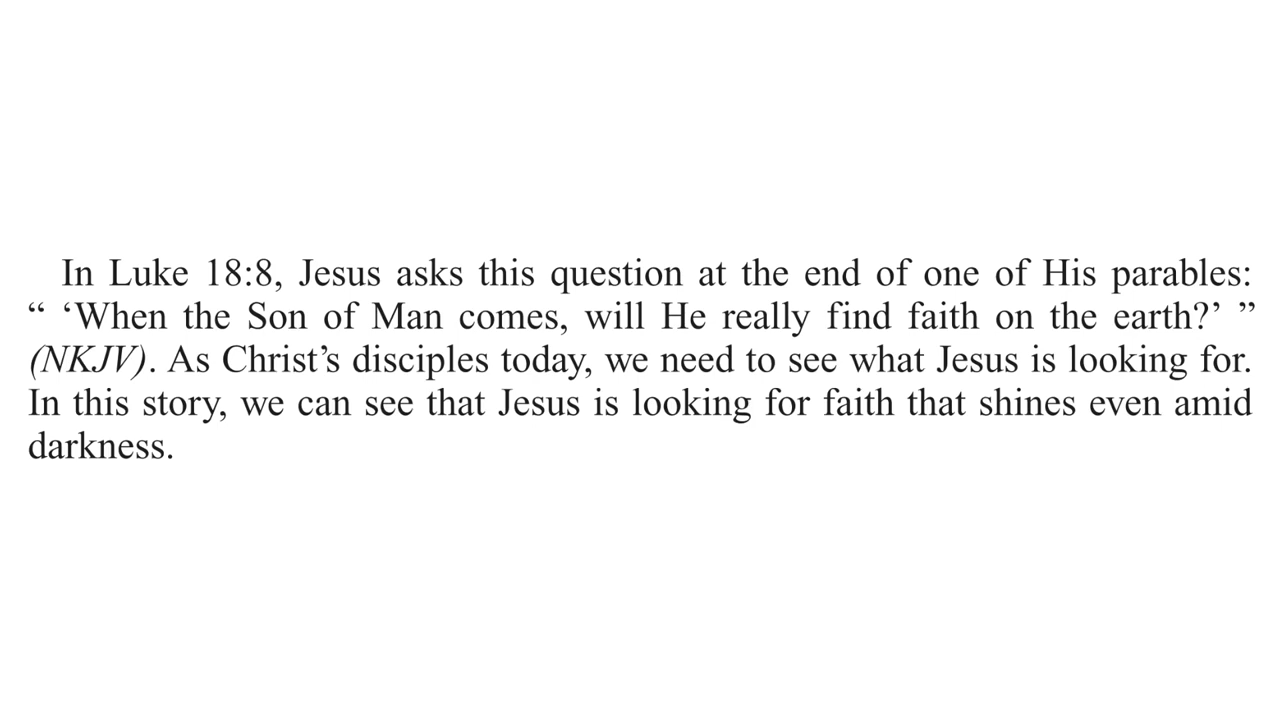 In Luke 18:8, Jesus asks this question at the end of one of His parables:
“ ‘When the Son of Man comes, will He really find faith on the earth?’ ”
(NKJV). As Christ’s disciples today, we need to see what Jesus is looking for.
In this story, we can see that Jesus is looking for faith that shines even amid
darkness.